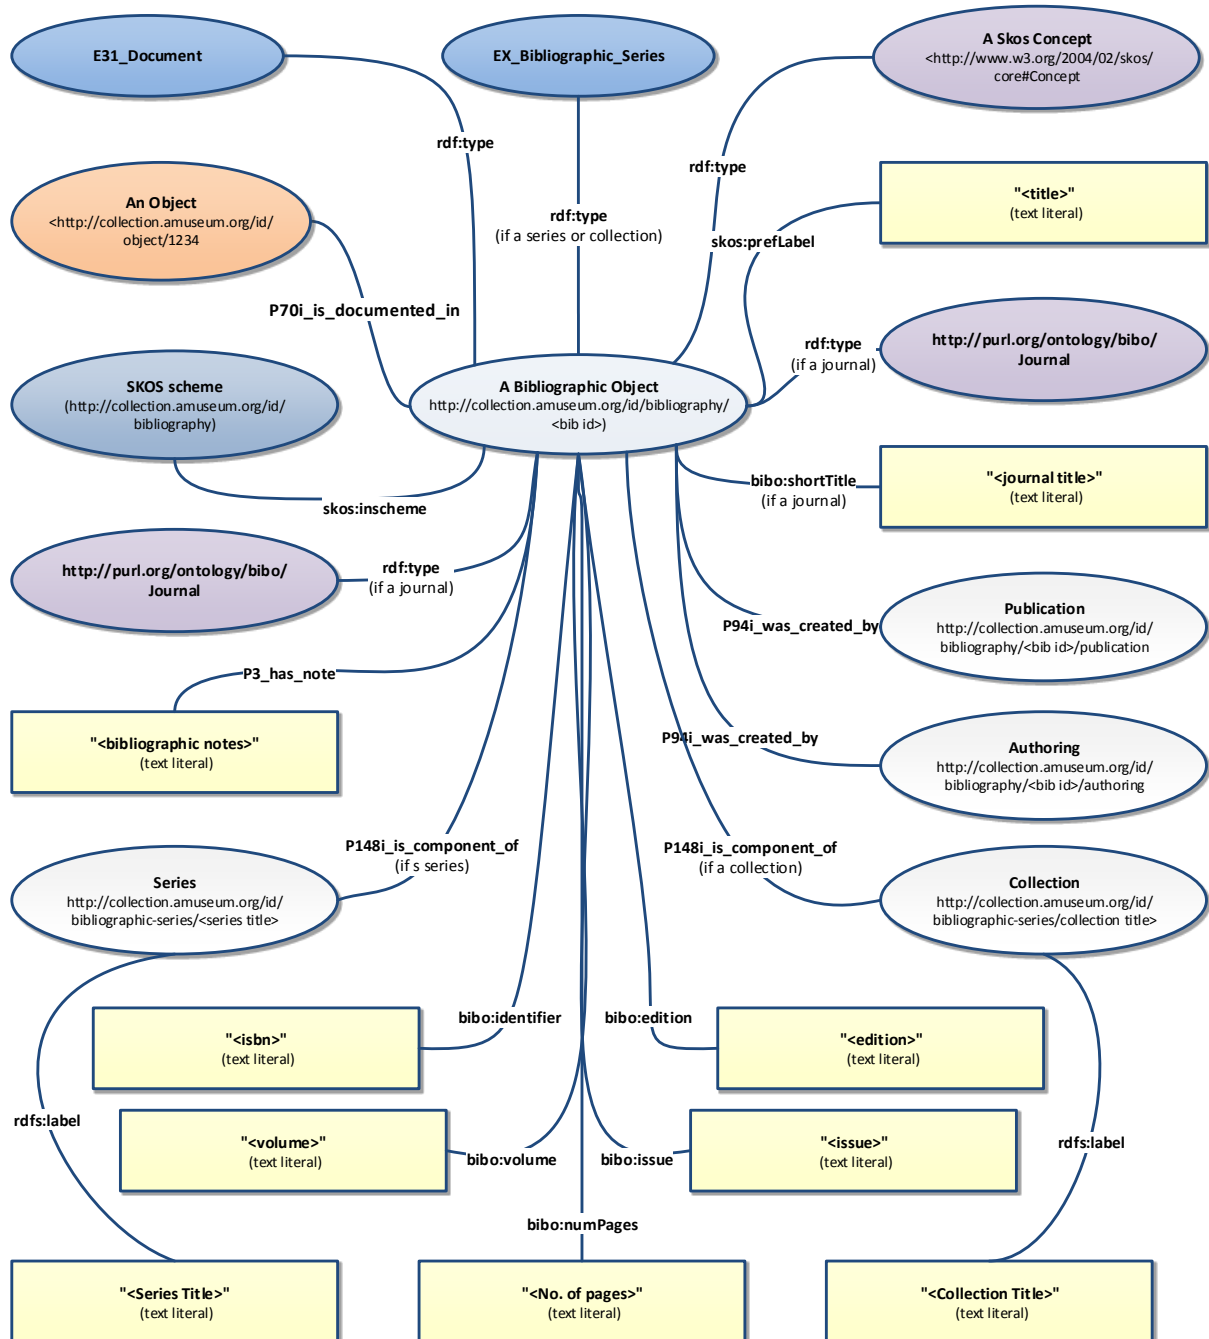 E31_Document
EX_Bibliographic_Series
A Skos Concept
<http://www.w3.org/2004/02/skos/
core#Concept
rdf:type
rdf:type
An Object
<http://collection.amuseum.org/id/
object/1234
"<title>"
(text literal)
rdf:type
(if a series or collection)
skos:prefLabel
P70i_is_documented_in
rdf:type
(if a journal)
http://purl.org/ontology/bibo/
Journal
SKOS scheme
(http://collection.amuseum.org/id/
bibliography)
A Bibliographic Object
http://collection.amuseum.org/id/bibliography/
<bib id>)
bibo:shortTitle
(if a journal)
"<journal title>"
(text literal)
skos:inscheme
http://purl.org/ontology/bibo/
Journal
rdf:type
(if a journal)
P94i_was_created_by
Publication
http://collection.amuseum.org/id/
bibliography/<bib id>/publication
P3_has_note
"<bibliographic notes>"
(text literal)
P94i_was_created_by
Authoring
http://collection.amuseum.org/id/
bibliography/<bib id>/authoring
P148i_is_component_of
(if s series)
P148i_is_component_of
(if a collection)
Series
http://collection.amuseum.org/id/
bibliographic-series/<series title>
Collection
http://collection.amuseum.org/id/
bibliographic-series/collection title>
bibo:identifier
bibo:edition
"<isbn>"
(text literal)
"<edition>"
(text literal)
rdfs:label
"<volume>"
(text literal)
bibo:volume
bibo:issue
"<issue>"
(text literal)
rdfs:label
bibo:numPages
"<Series Title>"
(text literal)
"<No. of pages>"
(text literal)
"<Collection Title>"
(text literal)